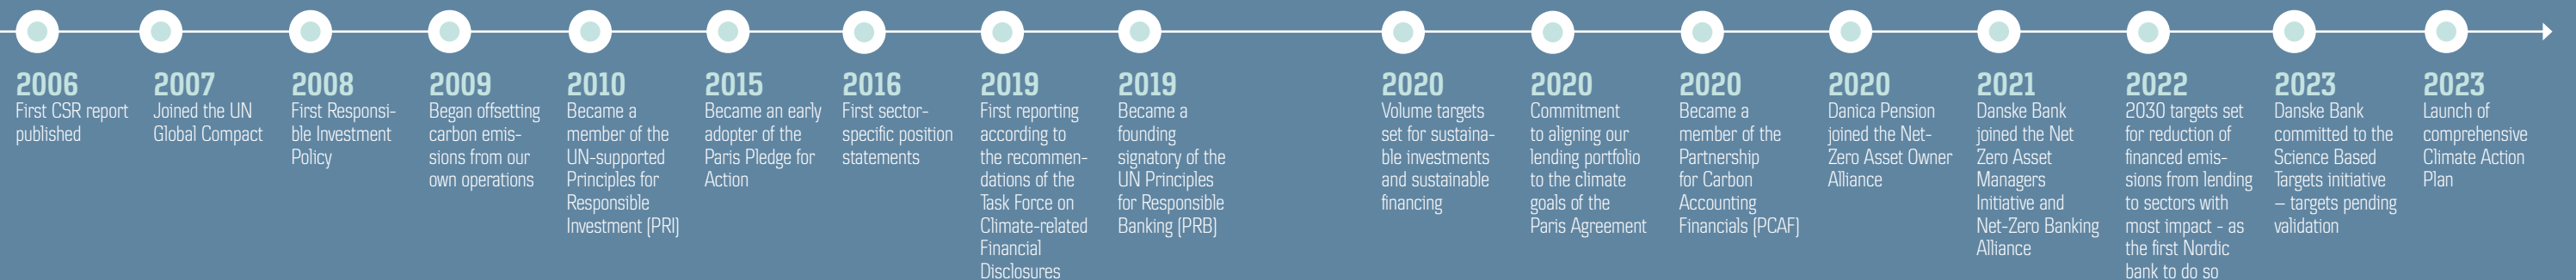 2006
First CSR report
published
2007
Joined the UN
Global Compact
2008
First Responsi-
ble Investment
Policy
2009
Began offsetting
carbon emis-
sions from our
own operations
2010
Became a
member of the
UN-supported
Principles for
Responsible
Investment (PRI)
2015
Became an early
adopter of the
Paris Pledge for
Action
2016
First sector-
specific position
statements
2019
First reporting
according to
the recommen-
dations of the
Task Force on
Climate-related
Financial
Disclosures
2019
Became a
founding
signatory of the
UN Principles
for Responsible
Banking (PRB)
2020
Volume targets
set for sustaina-
ble investments
and sustainable
financing
2020
Commitment
to aligning our
lending portfolio
to the climate
goals of the
Paris Agreement
2020
Became a
member of the
Partnership
for Carbon
Accounting
Financials (PCAF)
2020
Danica Pension
joined the Net-
Zero Asset Owner
Alliance
2021
Danske Bank
joined the Net
Zero Asset
Managers
Initiative and
Net-Zero Banking
Alliance
2022
2030 targets set
for reduction of
financed emis-
sions from lending
to sectors with
most impact - as
the first Nordic
bank to do so
2023
Danske Bank
committed to the
Science Based
Targets initiative
– targets pending
validation
2023
Launch of
comprehensive
Climate Action
Plan